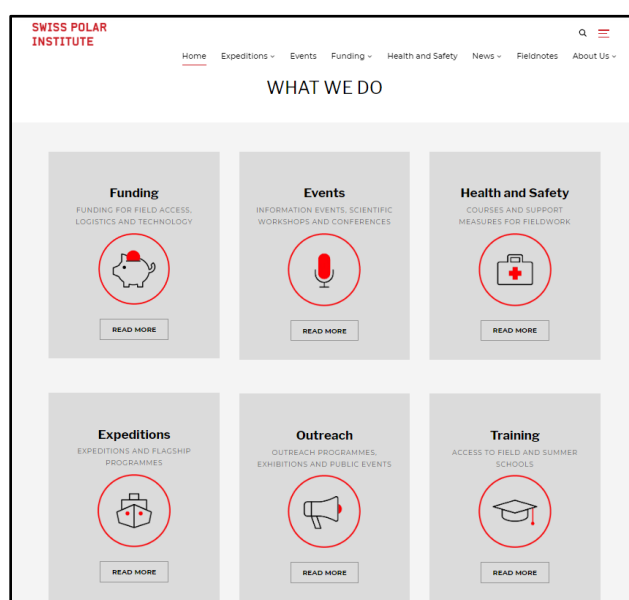 SWISS POLAR
INSTITUTE
Home Expeditions Events Funding Health and Safety News Fieldnotes About Us
WHAT WE DO
Funding
FUNDING FOR FIELD ACCESS,
LOGISTICS AND TECHNOLOGY
READ MORE
Events
INFORMATION EVENTS, SCIENTIFIC
WORKSHOPS AND CONFERENCES
READ MORE
Health and Safety
COURSES AND SUPPORT
MEASURES FOR FIELDWORK
READ MORE
Expeditions
EXPEDITIONS AND FLAGSHIP
PROGRAMMES
READ MORE
Outreach
OUTREACH PROGRAMMES,
EXHIBITIONS AND PUBLIC EVENTS
READ MORE
Training
ACCESS TO FIELD AND SUMMER
SCHOOLS
READ MORE